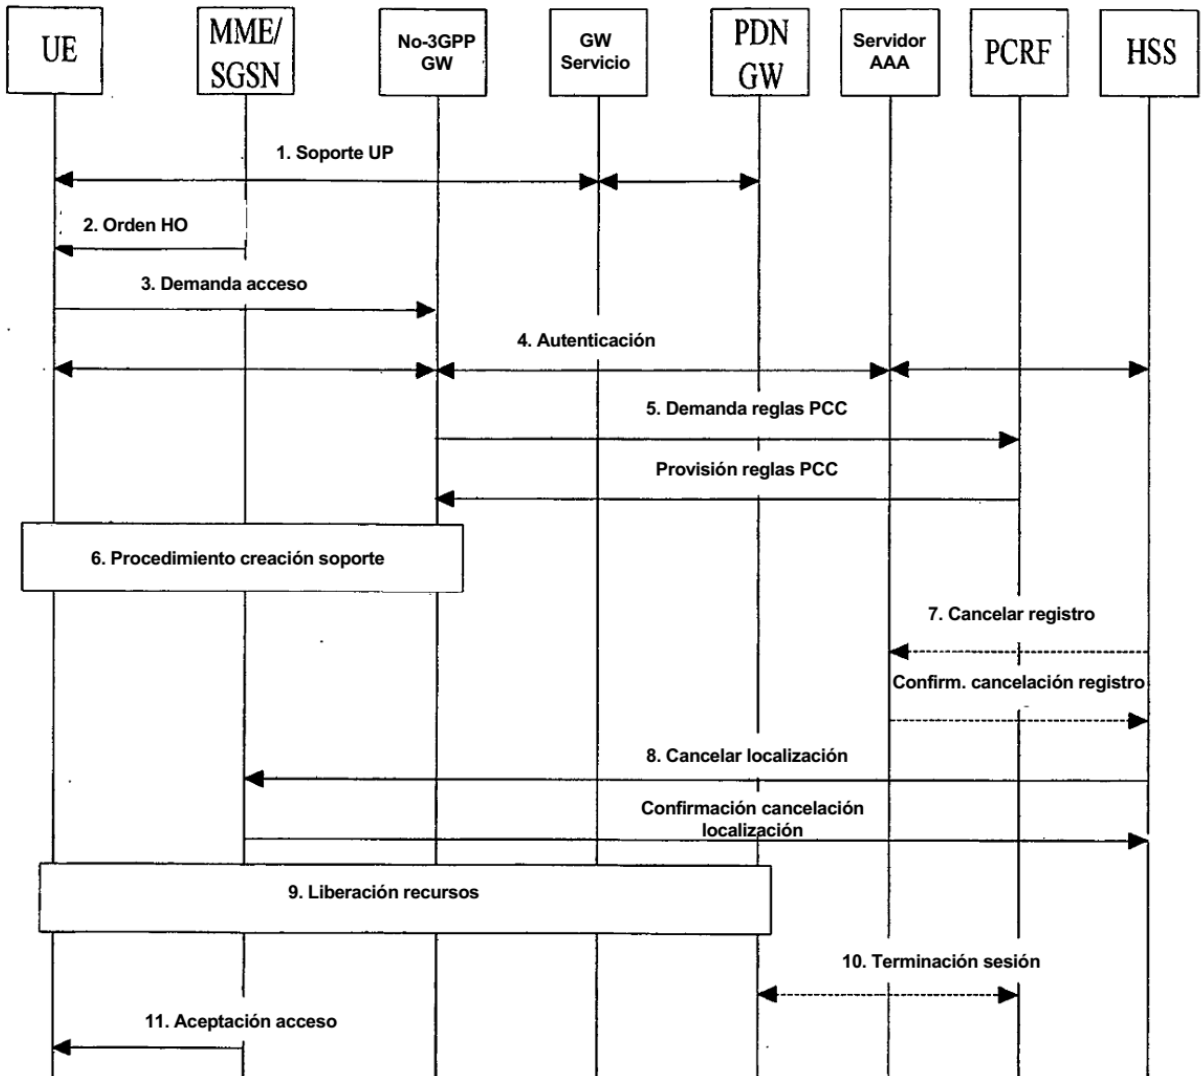 UE
MME/
SGSN
No-3GPP
GW
GW
Servicio
PDN
GW
Servidor
AAA
PCRF
HSS
1. Soporte UP
2. Orden HO
3. Demanda acceso
4. Autenticación
5. Demanda reglas PCC
Provisión reglas PCC
6. Procedimiento creación soporte
7. Cancelar registro
Confirm. cancelación registro
8. Cancelar localización
Confirmación cancelación
localización
9. Liberación recursos
10. Terminación sesión
11. Aceptación acceso